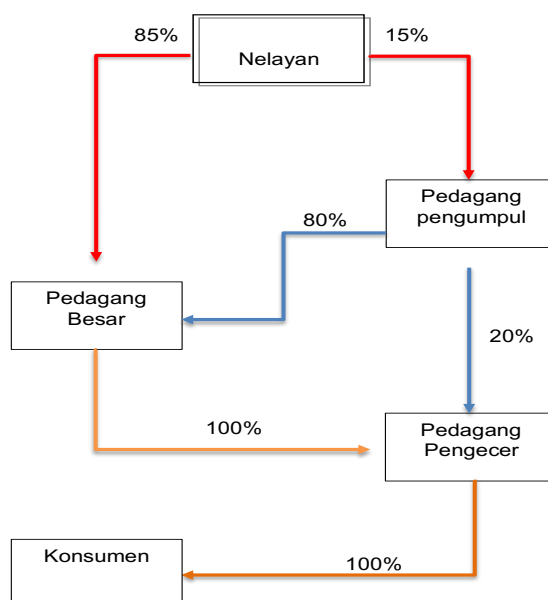 85%
15%
Nelayan
Pedagang
pengumpul
80%
Pedagang
Besar
20%
100%
Pedagang
Pengecer
Konsumen
100%